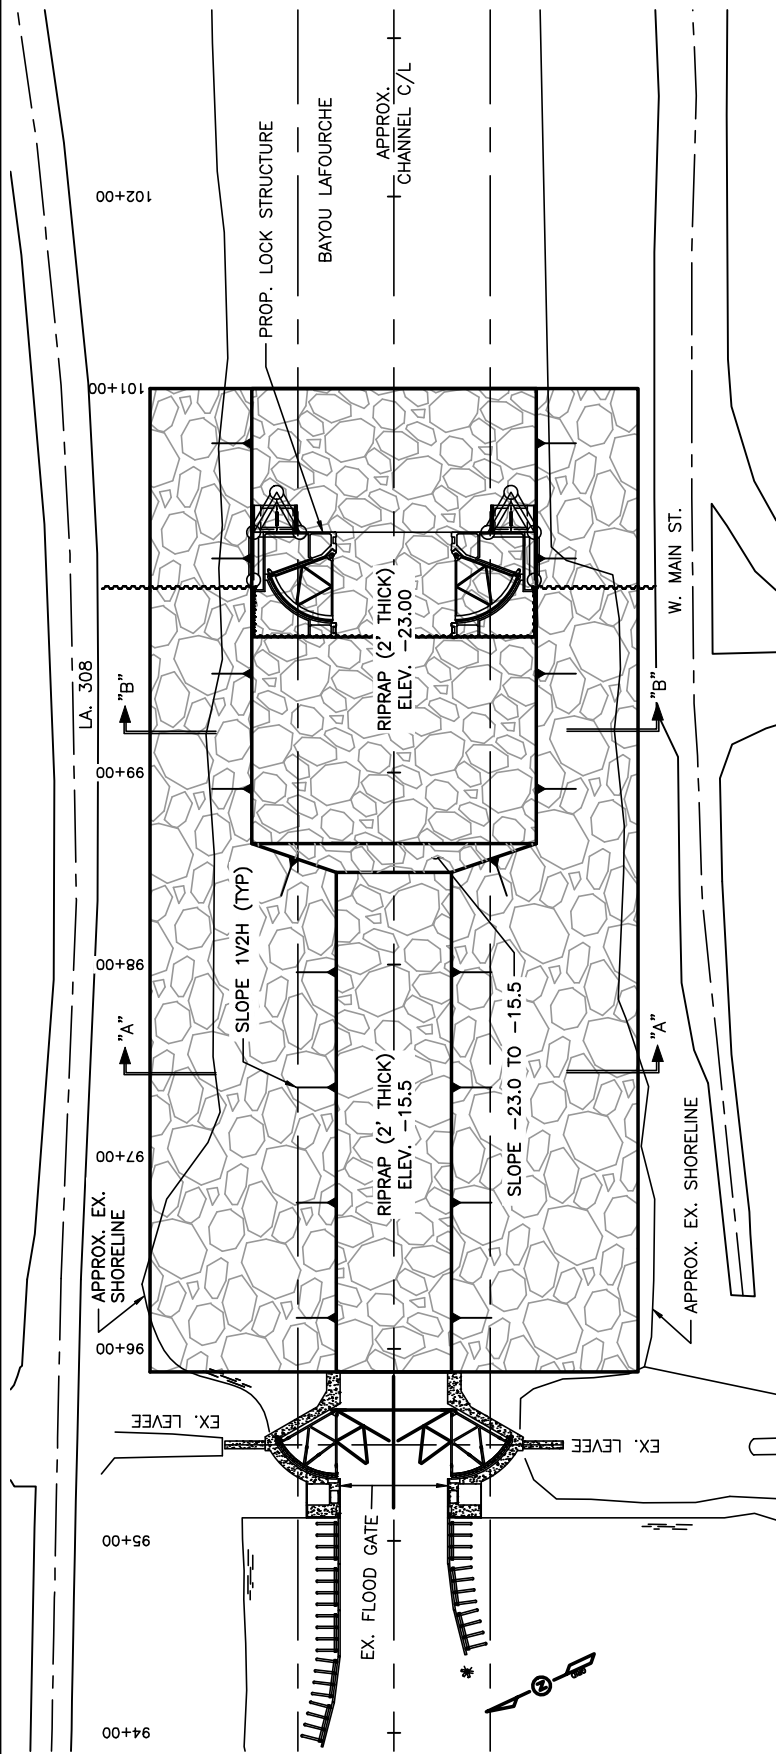 102+00
PROP. LOCK STRUCTURE
BAYOU LAFOURCHE
APPROX.
CHANNEL C/L
101+00
LA. 308
"B"
99+00
RIPRAP (2' THICK)
ELEV. -23.00
W. MAIN ST.
"B"
98+00
SLOPE 1V2H (TYP)
"A"
97+00
RIPRAP (2' THICK)
ELEV. -15.5
SLOPE -23.0 TO -15.5
"A"
APPROX. EX.
SHORELINE
APPROX. EX. SHORELINE
96+00
EX. LEVEE
EX. LEVEE
95+00
EX. FLOOD GATE
N
94+00